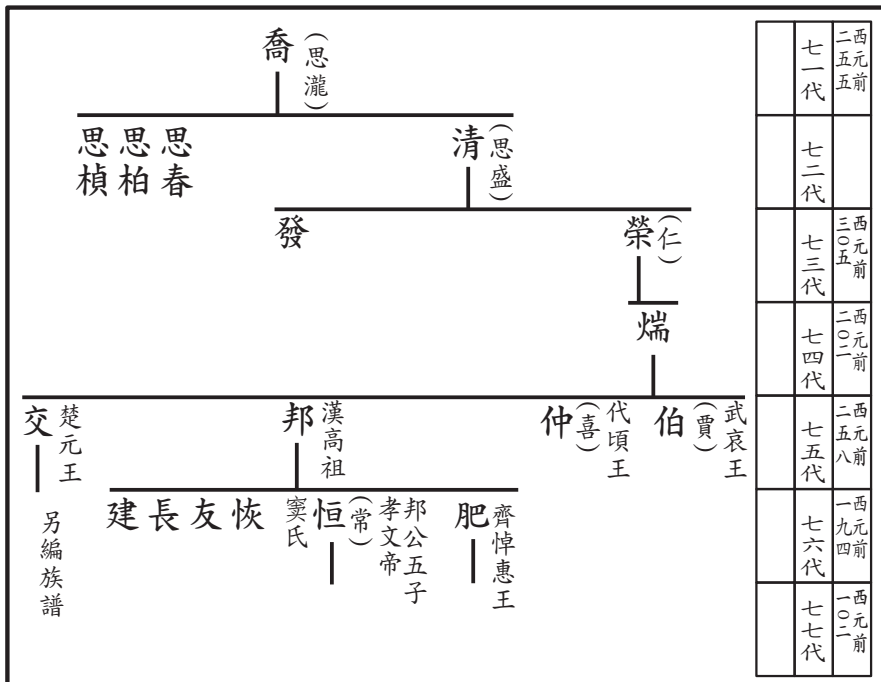 西元前
二五五
七一代
喬
(思瀧)
七二代
清
(思盛)
思春
思柏
思楨
西元前
三〇五
七三代
榮
(仁)
發
西元前
二〇二
七四代
煓
西元前
二五八
七五代
武哀王
伯
(賈)
代頃王
仲
(喜)
漢高祖
邦
楚元王
交
西元前
一九四
七六代
齊悼惠王
肥
邦公五子
孝文帝
(常)
恒
竇氏
恢
友
長
建
另編族譜
西元前
一〇二
七七代